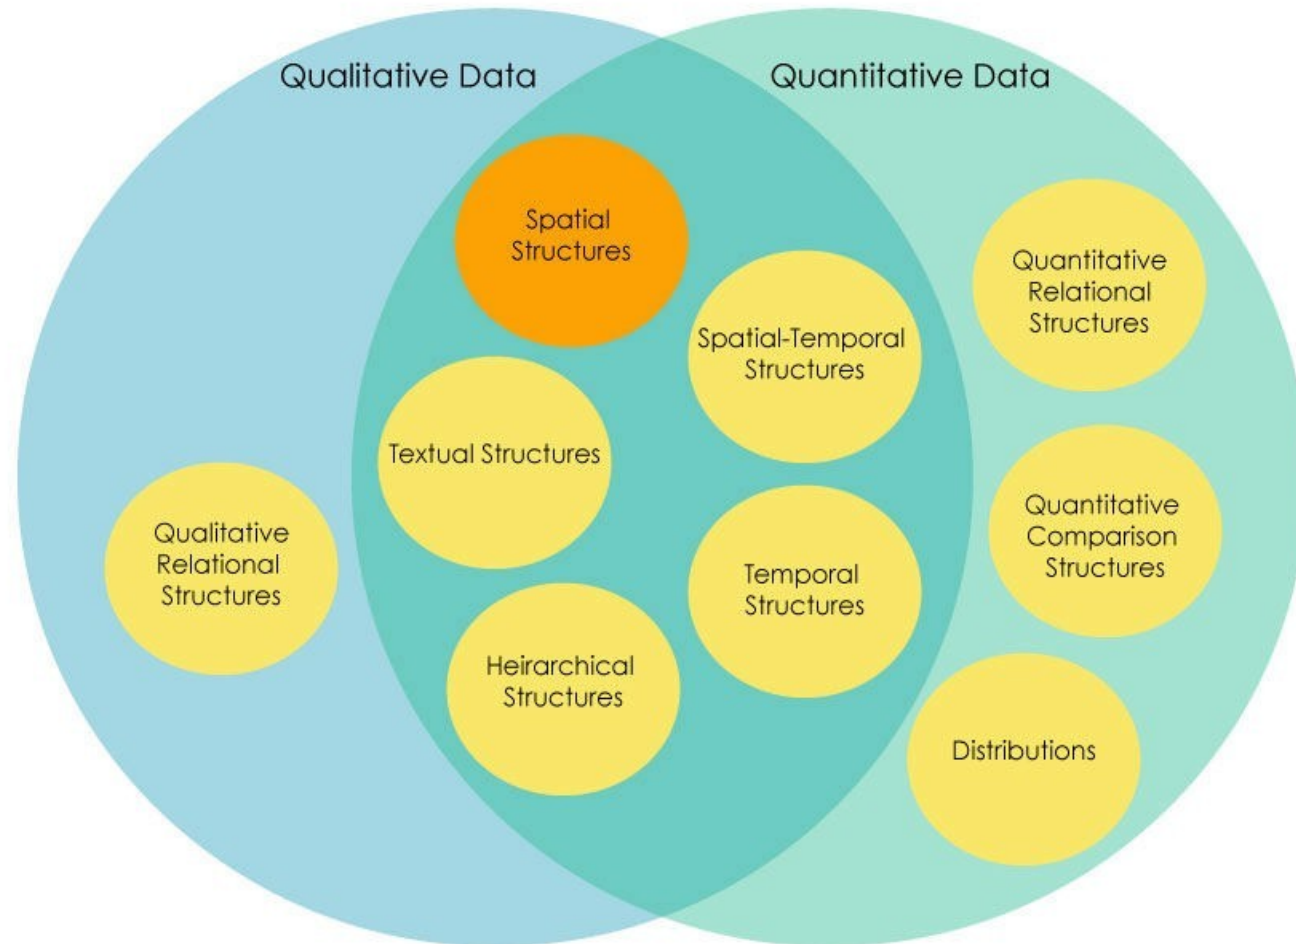 Qualitative Data
Quantitative Data
Spatial
Structures
Spatial-Temporal
Structures
Quantitative
Relational
Structures
Textual Structures
Qualitative
Relational
Structures
Temporal
Structures
Quantitative
Comparison
Structures
Heirarchical
Structures
Distributions